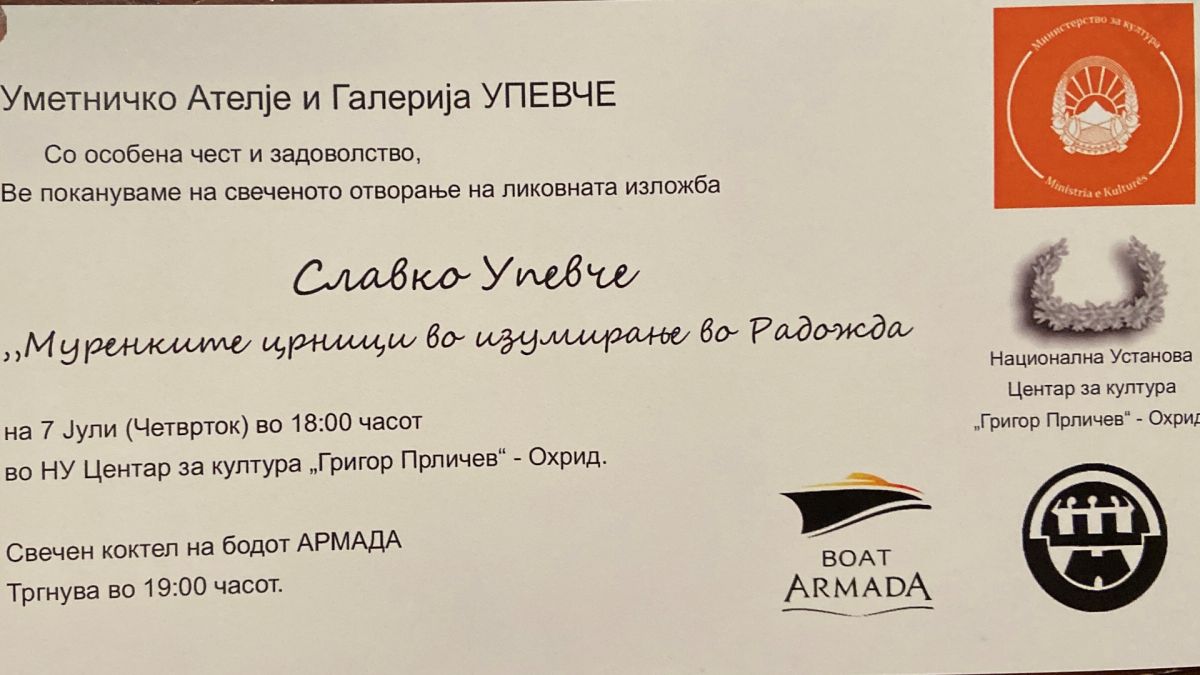 Уметничко Ателје и Галерија УПЕВЧЕ
Со особена чест и задоволство,
Ве покануваме на свеченото отворање на ликовната изложба
Славко Упевче
,,Муренките црници во изумирање во Радожда
на 7 Јули (Четврток) во 18:00 часот
во НУ Центар за култура „Григор Прличев“ - Охрид.
Свечен коктел на бодот АРМАДА
Тргнува во 19:00 часот.
Министерство за култура
Ministria e Kulturës
Национална Установа
Центар за култура
„Григор Прличев“ - Охрид
BOAT
ARMADA